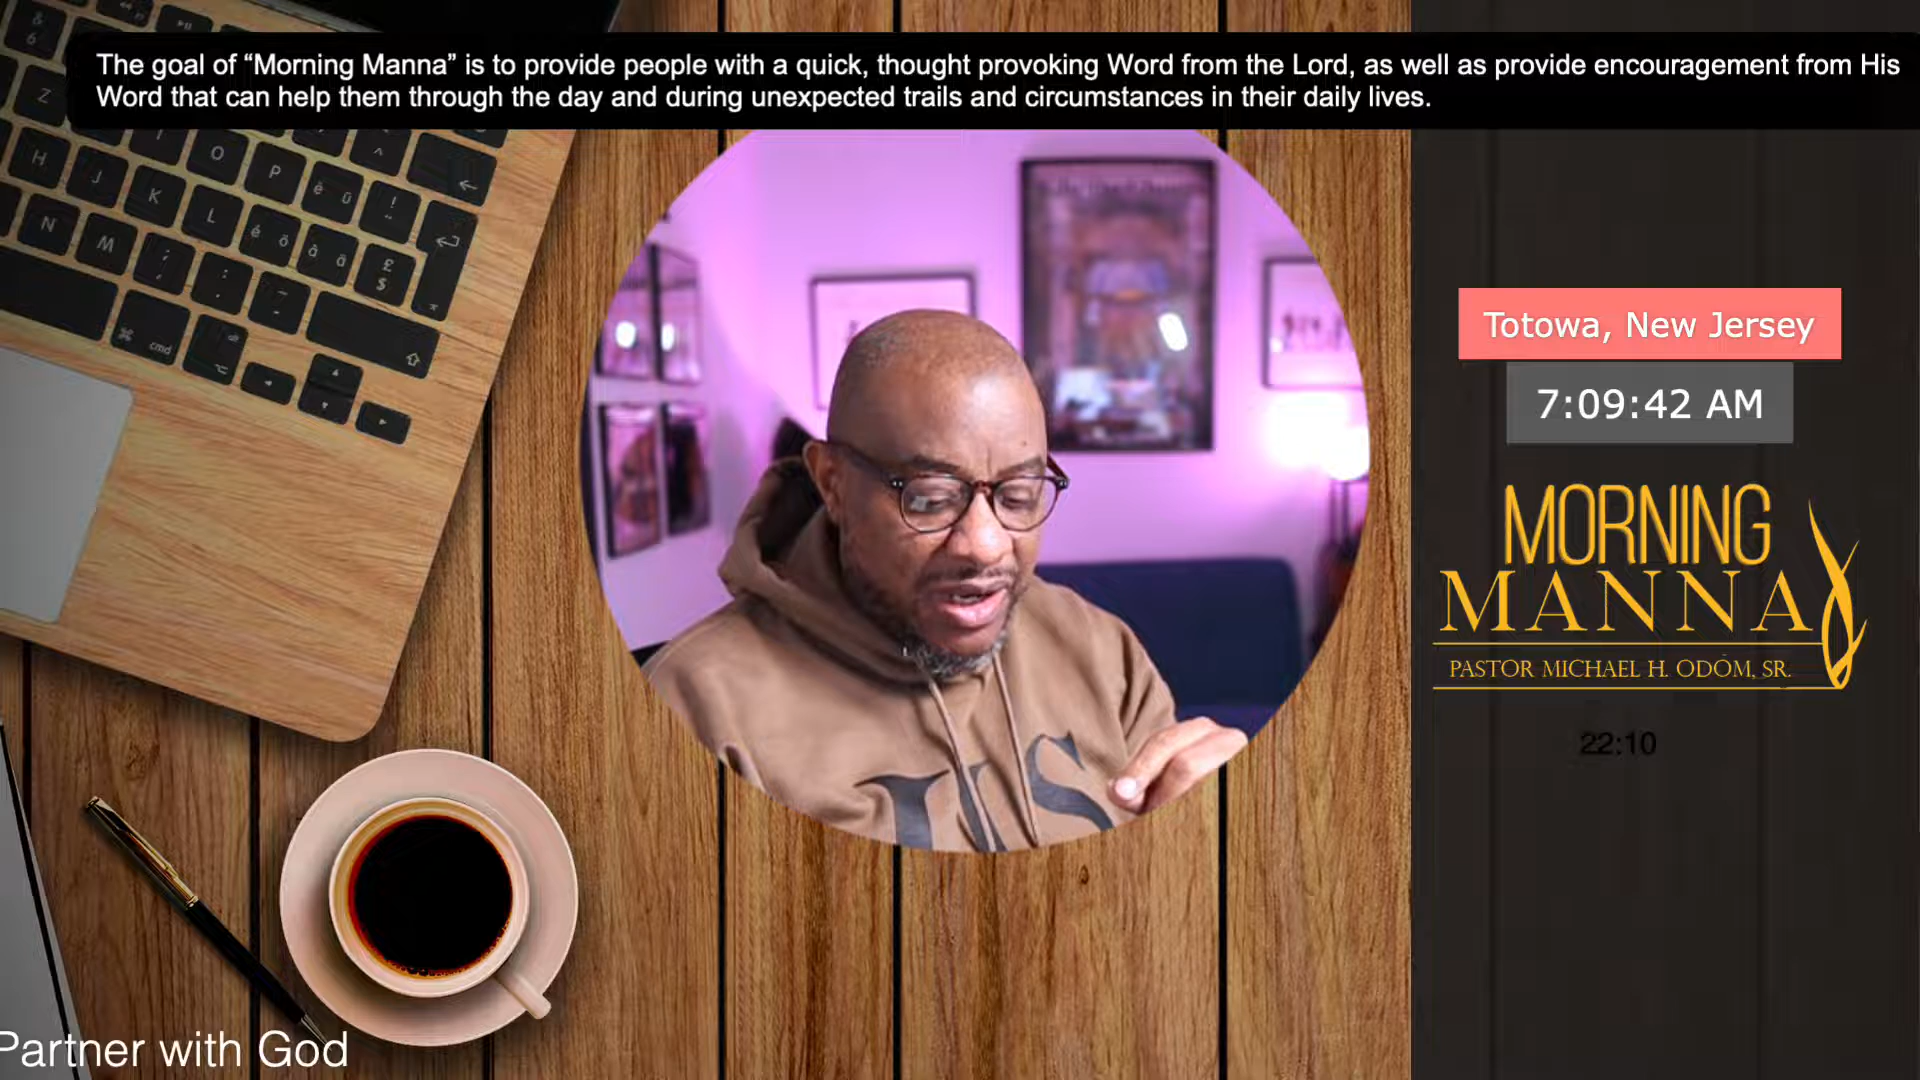 The goal of “Morning Manna” is to provide people with a quick, thought provoking Word from the Lord, as well as provide encouragement from His
Word that can help them through the day and during unexpected trails and circumstances in their daily lives.
Totowa, New Jersey
7:09:42 AM
MORNING
MANNA
PASTOR MICHAEL H. ODOM, SR.
22:10
Partner with God
&
6
Z
I O P é ü ^
H J K L é ö à ä ! ..
N M ; , : . _ - £ $
cmd